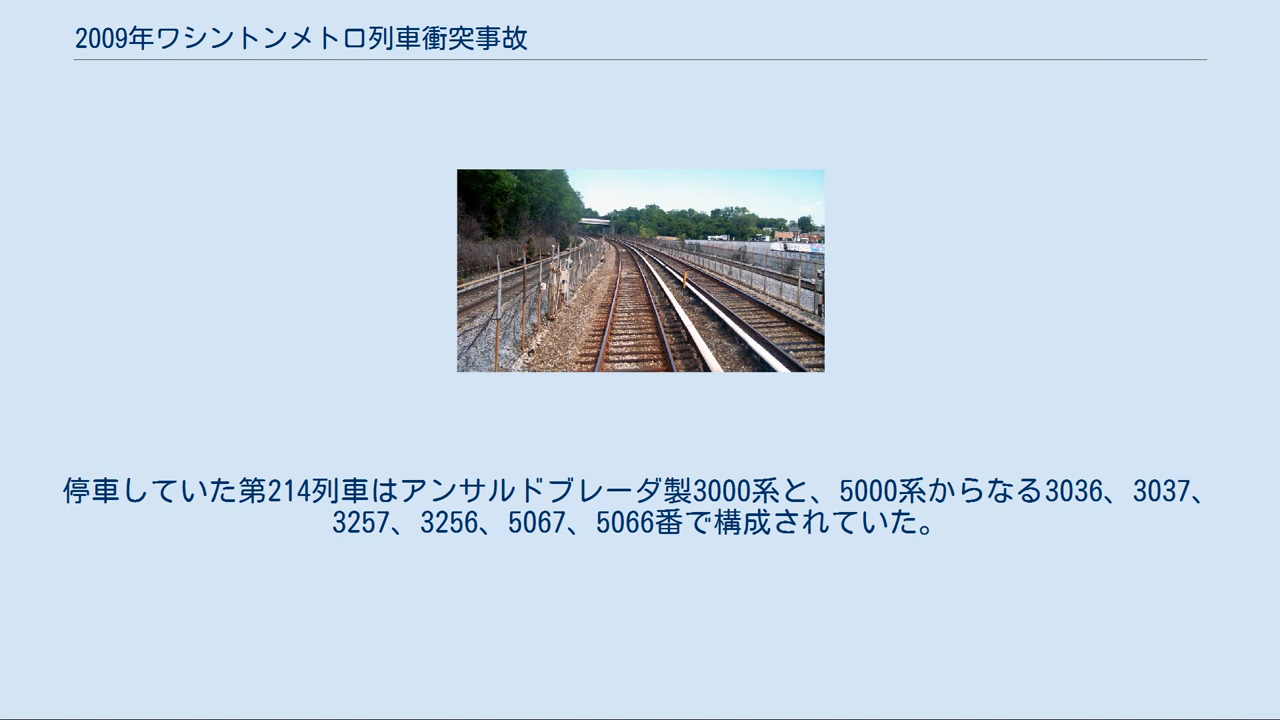 2009年ワシントンメトロ列車衝突事故
停車していた第214列車はアンサルドブレーダ製3000系と、5000系からなる3036、3037、
3257、3256、5067、5066番で構成されていた。